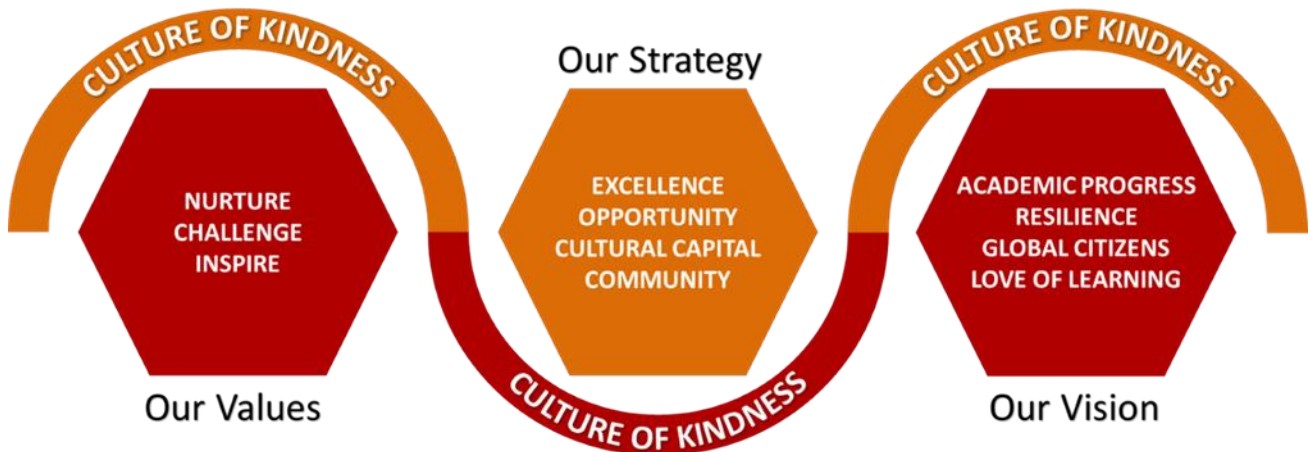 CULTURE OF KINDNESS
NURTURE
CHALLENGE
INSPIRE
Our Values
Our Strategy
EXCELLENCE
OPPORTUNITY
CULTURAL CAPITAL
COMMUNITY
CULTURE OF KINDNESS
CULTURE OF KINDNESS
ACADEMIC PROGRESS
RESILIENCE
GLOBAL CITIZENS
LOVE OF LEARNING
Our Vision